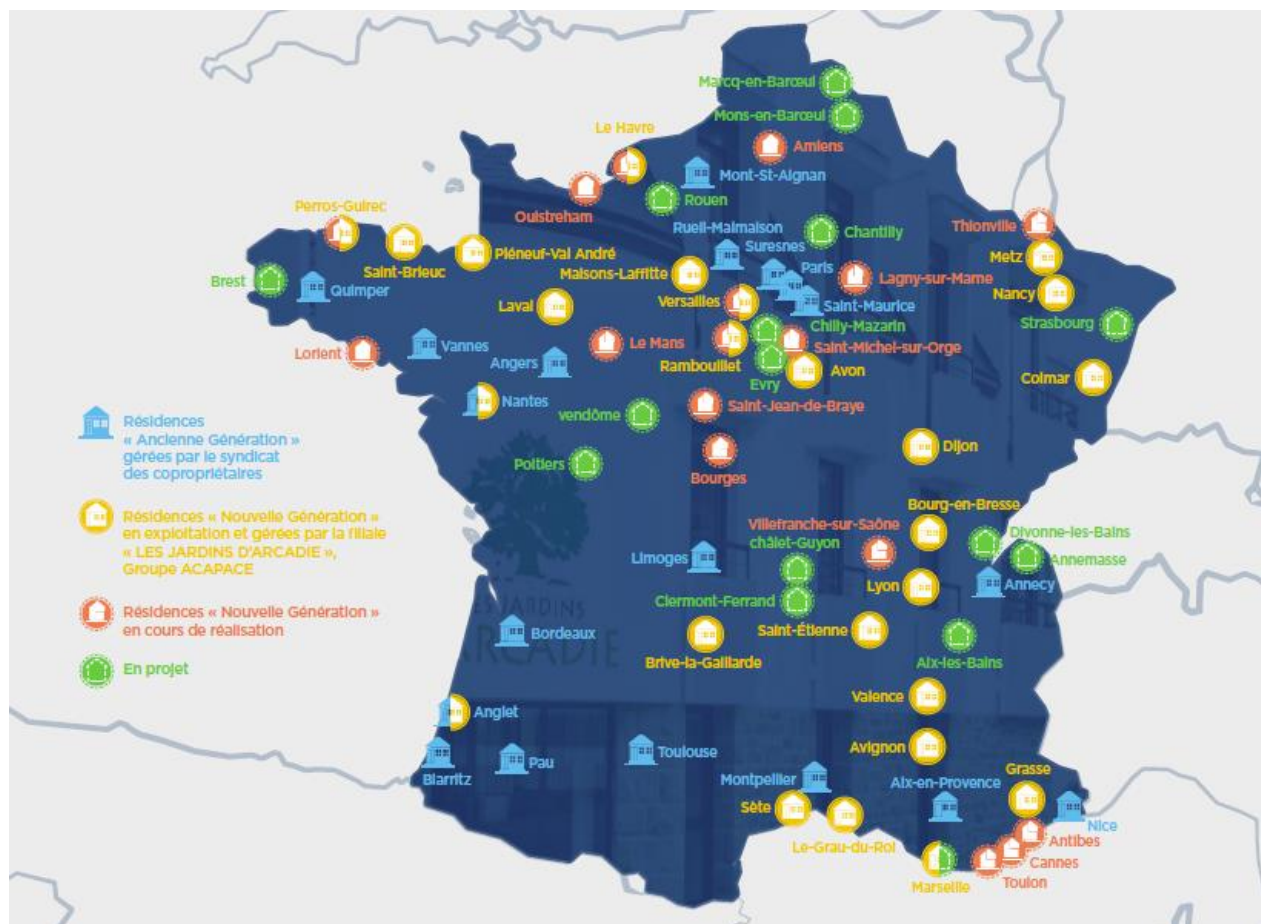 Marcq-en-Barœul
Mons-en-Barœul
Le Havre
Amiens
Mont-St-Aignan
Ouistreham
Rouen
Perros-Guirec
Rueil-Malmaison
Suresnes
Chantilly
Thionville
Pléneuf-Val André
Saint-Brieuc
Maisons-Laffitte
Paris
Metz
Brest
Lagny-sur-Marne
Quimper
Nancy
Laval
Versailles
Saint-Maurice
Strasbourg
Chilly-Mazarin
Vannes
Le Mans
Saint-Michel-sur-Orge
Lorient
Angers
Rambouillet
Avon
Evry
Colmar
Nantes
Saint-Jean-de-Braye
vendôme
Dijon
Bourges
Poitiers
Résidences
« Ancienne Génération »
gérées par le syndicat
des copropriétaires
Résidences « Nouvelle Génération »
en exploitation et gérées par la filiale
« LES JARDINS D'ARCADIE »,
Groupe ACAPACE
Résidences « Nouvelle Génération »
en cours de réalisation
En projet
Bourg-en-Bresse
Villefranche-sur-Saône
châlet-Guyon
Divonne-les-Bains
Annemasse
Limoges
Lyon
Annecy
Clermont-Ferrand
LES JARDINS
ARCADIE
Bordeaux
Saint-Étienne
Brive-la-Gaillarde
Aix-les-Bains
Valence
Anglet
Avignon
Biarritz
Pau
Toulouse
Montpellier
Aix-en-Provence
Grasse
Sète
Nice
Le-Grau-du-Roi
Antibes
Cannes
Toulon
Marseille